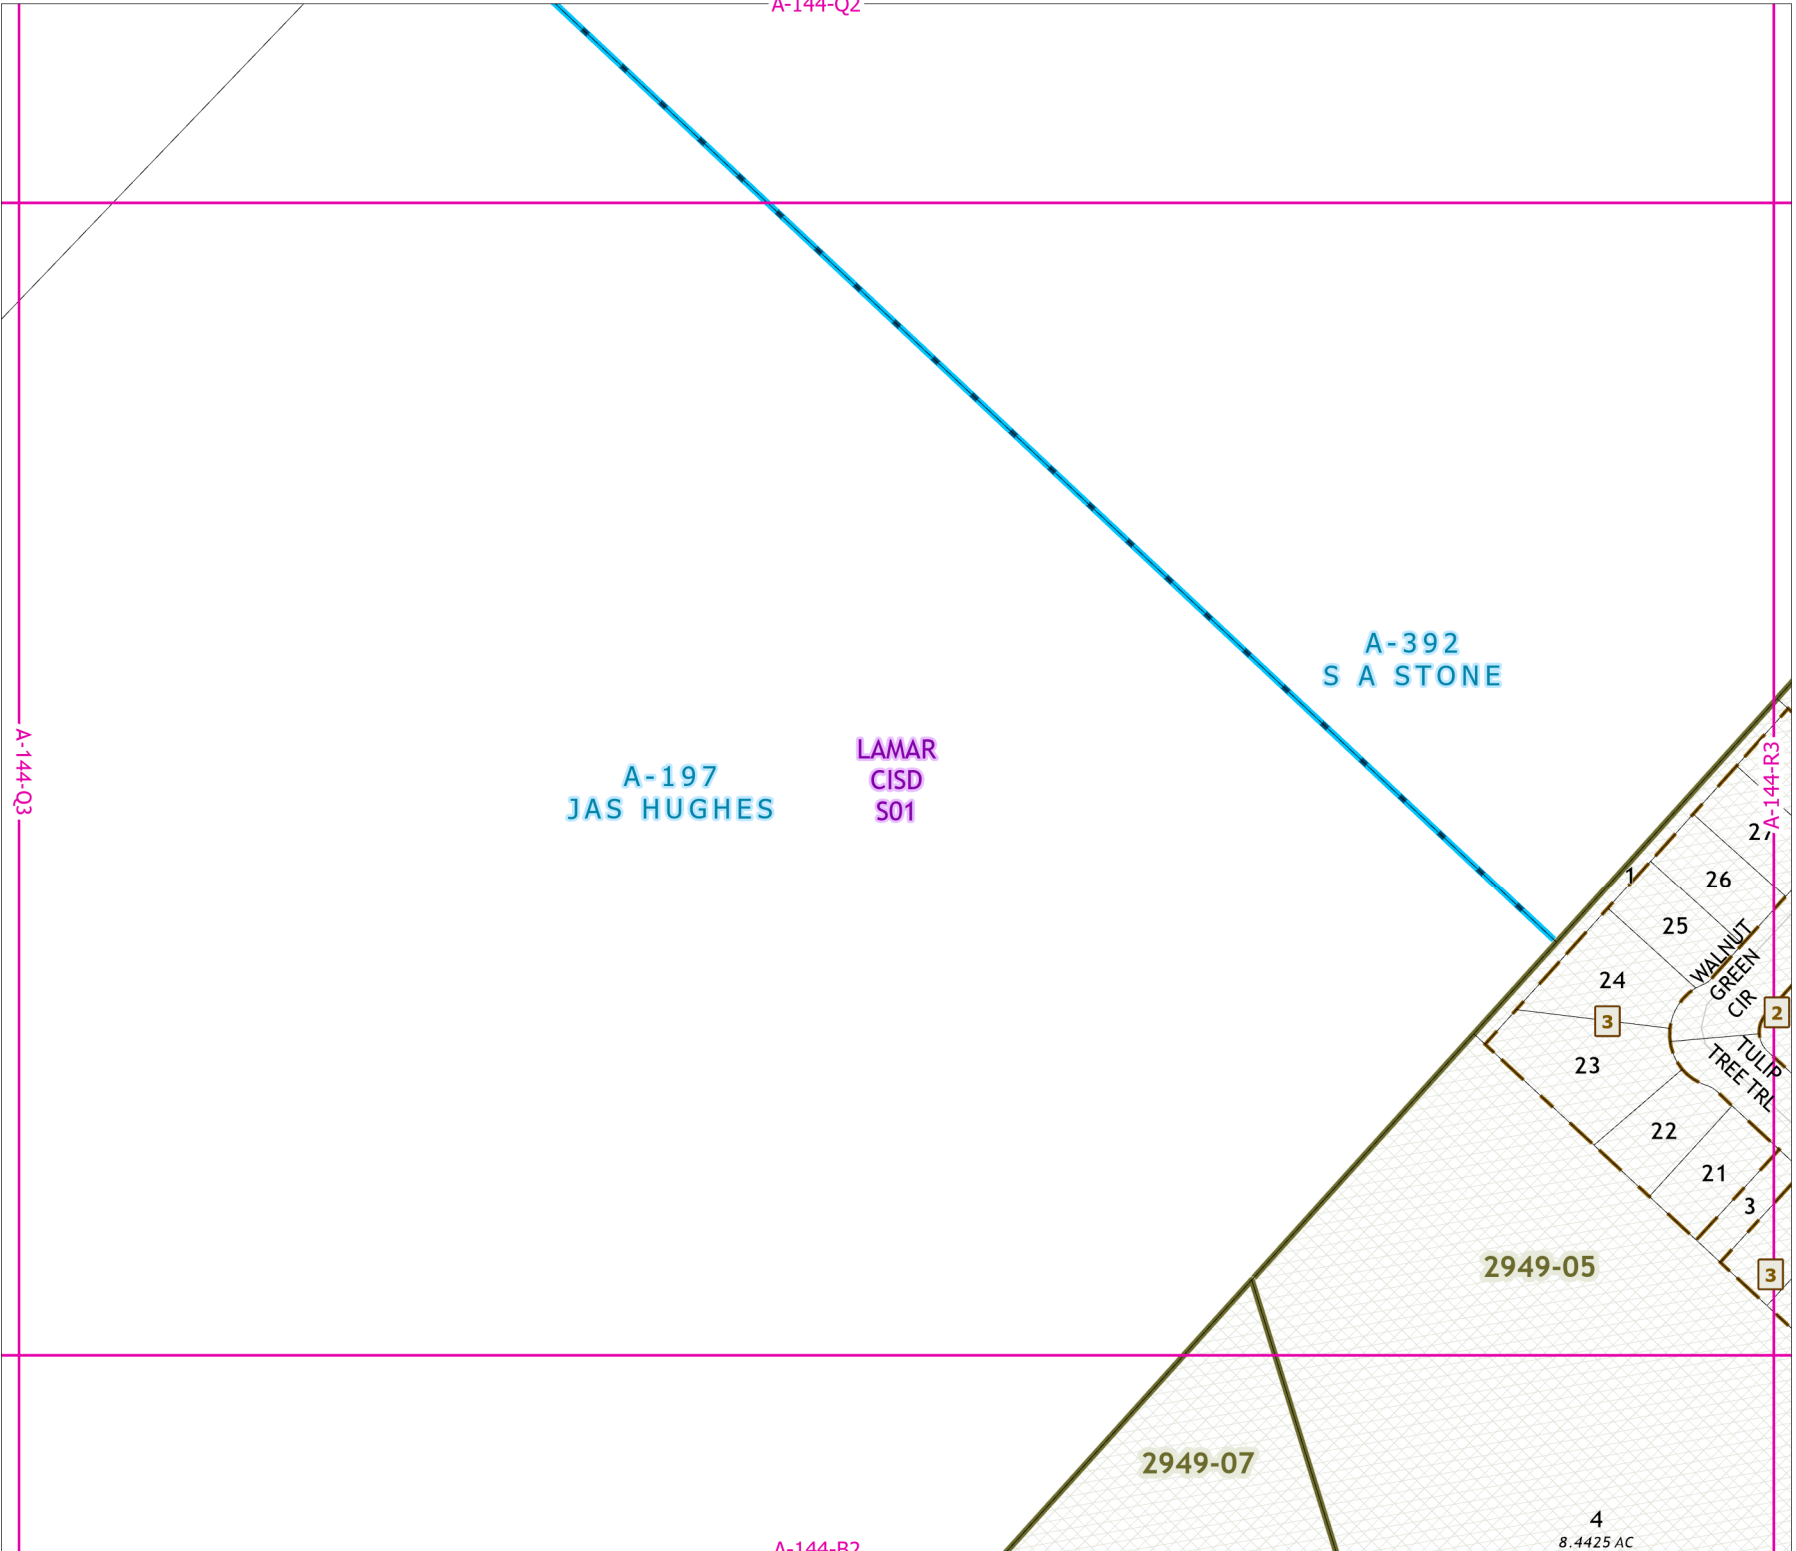 A-144-Q2
A-392
S A STONE
A-144-Q3
A-144-R3
LAMAR
CISD
S01
A-197
JAS HUGHES
27
1
26
25
WALNUT
GREEN
CIR
24
3
2
23
TULIP
TREE TRL
22
21
3
2949-05
3
2949-07
4
8.4425 AC
A-144-B2